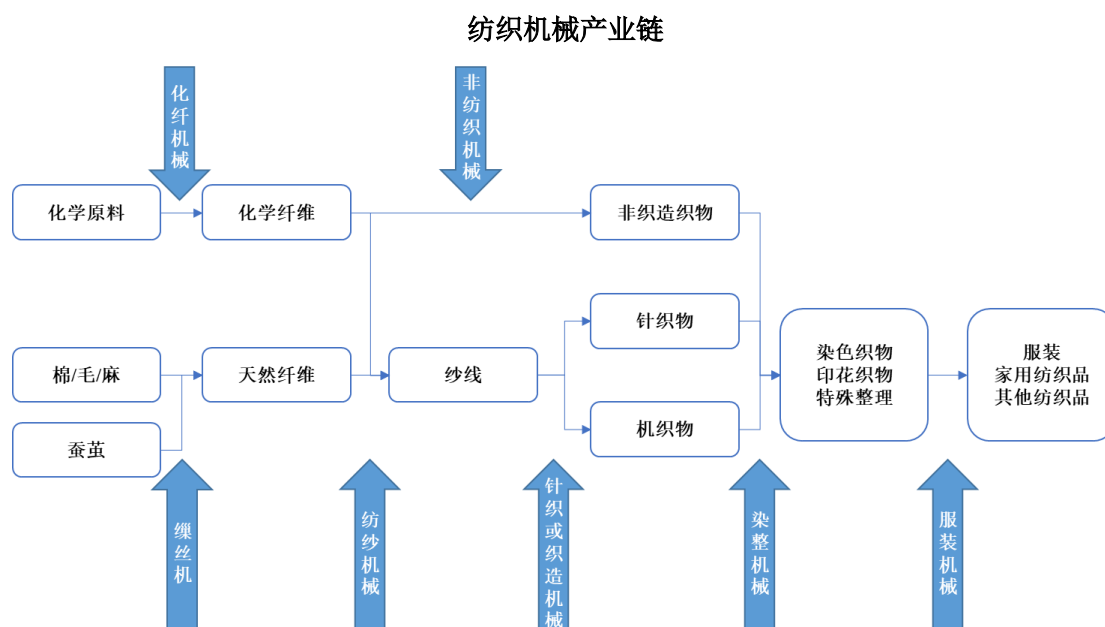 纺织机械产业链
化纤机械
非纺织机械
化学原料
化学纤维
非织造织物
针织物
棉/毛/麻
天然纤维
纱线
染色织物
印花织物
特殊整理
服装
家用纺织品
其他纺织品
蚕茧
机织物
缫丝机
纺纱机械
针织或织造机械
染整机械
服装机械